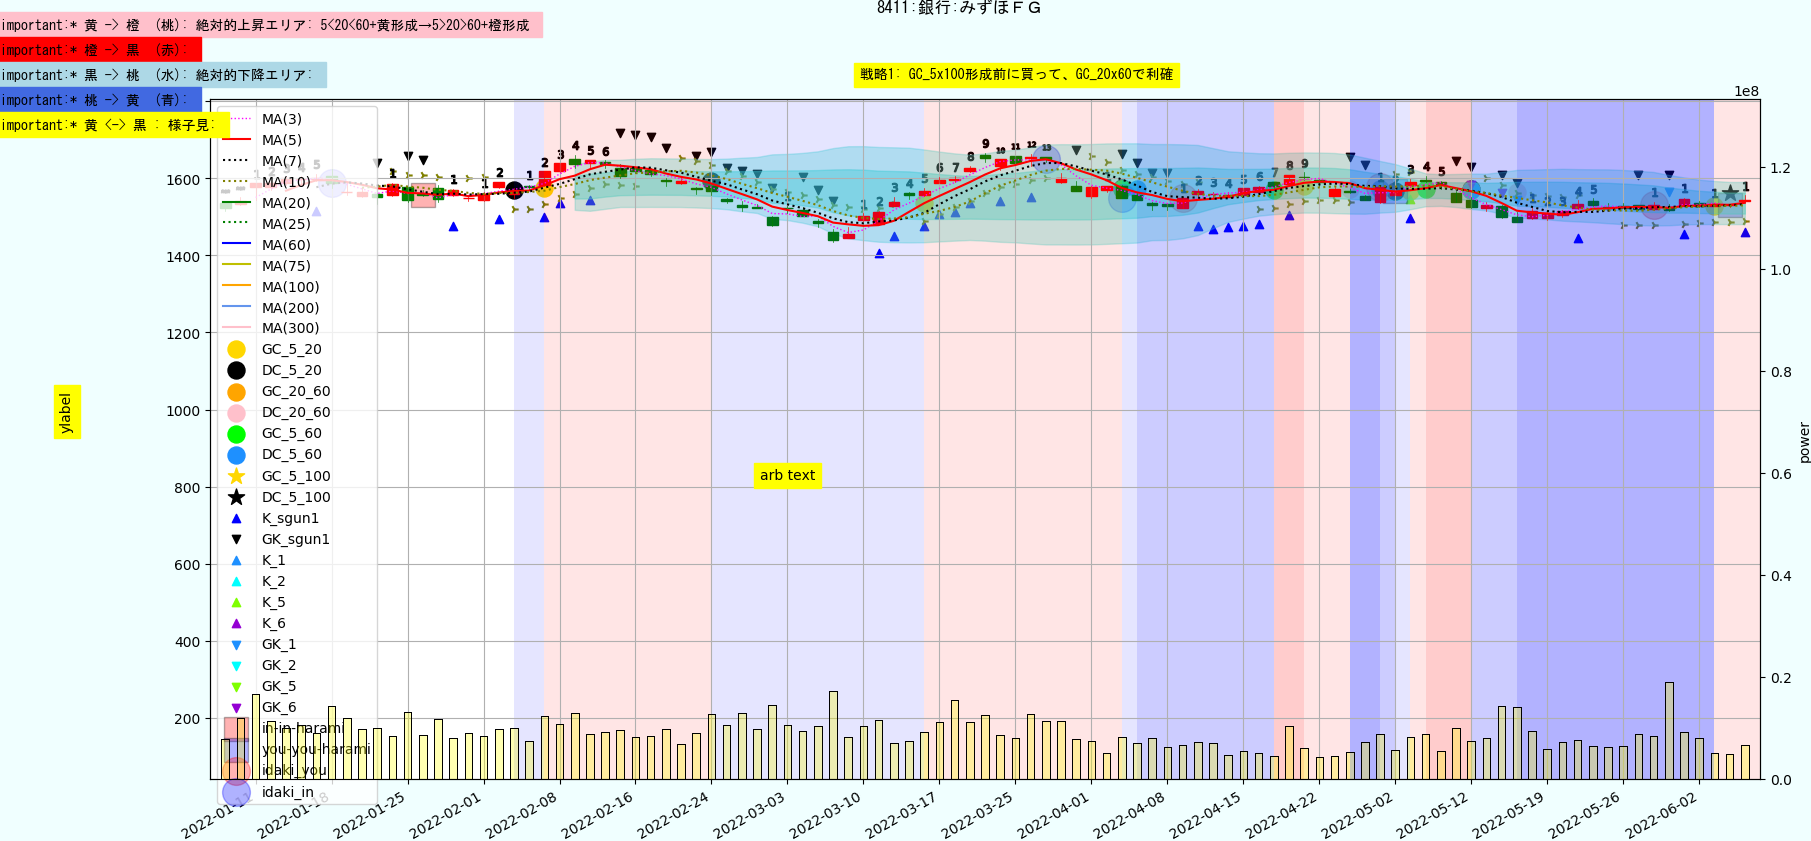 8411:銀行:みずほＦＧ
important:* 黄 -> 橙 （桃）: 絶対的上昇エリア: 5<20<60+黄形成→5>20>60+橙形成
important:* 橙 -> 黒 （赤）:
important:* 黒 -> 桃 （水）: 絶対的下降エリア:
戦略1: GC_5x100形成前に買って、GC_20x60で利確
important:* 桃 -> 黄 （青）:
important:* 黄 <-> 黒 : 様子見:
1e8
MA(3)
MA(5)
MA(7)
MA(10)
MA(20)
MA(25)
MA(60)
MA(75)
MA(100)
MA(200)
MA(300)
GC_5_20
DC_5_20
GC_20_60
DC_20_60
GC_5_60
DC_5_60
GC_5_100
DC_5_100
K_sgun1
GK_sgun1
K_1
K_2
K_5
K_6
GK_1
GK_2
GK_5
GK_6
in-in-harami
you-you-harami
idaki_you
idaki_in
1600
1400
1200
1000
800
600
400
200
ylabel
arb text
1.2
1.0
0.8
0.6
0.4
0.2
0.0
power
2022-01-11
2022-01-18
2022-01-25
2022-02-01
2022-02-08
2022-02-16
2022-02-24
2022-03-03
2022-03-10
2022-03-17
2022-03-25
2022-04-01
2022-04-08
2022-04-15
2022-04-22
2022-05-02
2022-05-12
2022-05-19
2022-05-26
2022-06-02